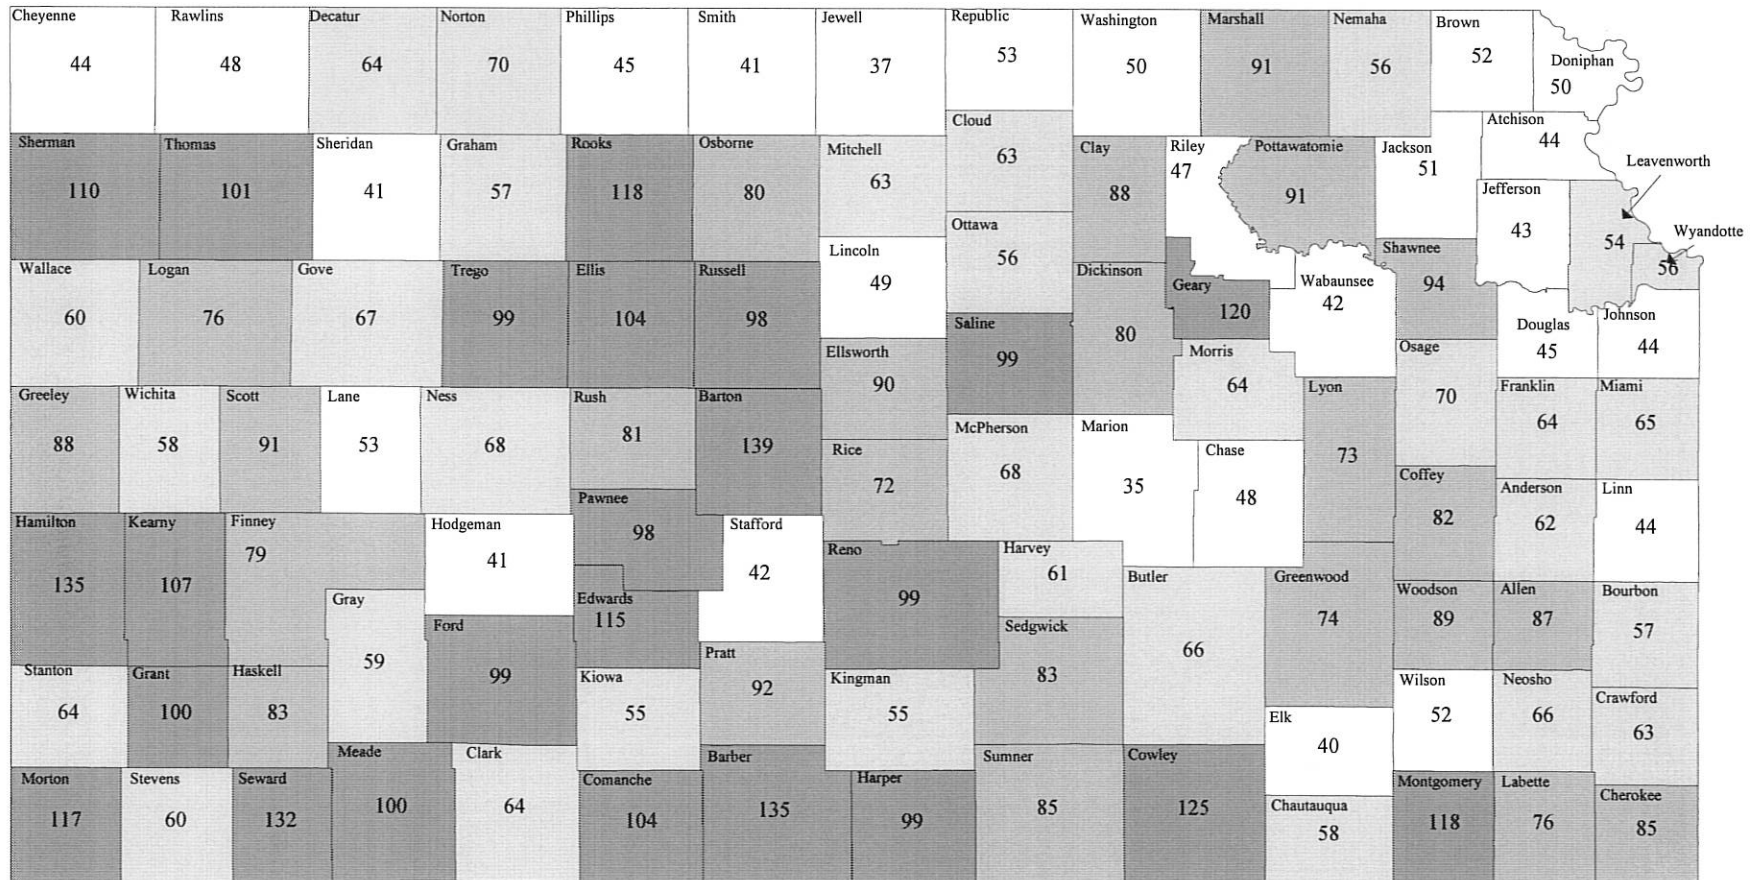 Cheyenne
44
Rawlins
48
Decatur
64
Norton
70
Phillips
45
Smith
41
Jewell
37
Republic
53
Washington
50
Marshall
91
Nemaha
56
Brown
52
Doniphan
50
Cloud
63
Atchison
44
Sherman
110
Thomas
101
Sheridan
41
Graham
57
Rooks
118
Osborne
80
Mitchell
63
Clay
88
Riley
47
Pottawatomie
91
Jackson
51
Leavenworth
54
Jefferson
43
Wyandotte
56
Ottawa
56
Lincoln
49
Shawnee
94
Wallace
60
Logan
76
Gove
67
Trego
99
Ellis
104
Russell
98
Dickinson
80
Geary
120
Wabaunsee
42
Saline
99
Douglas
45
Johnson
44
Ellsworth
90
Morris
64
Osage
70
Greeley
88
Wichita
58
Scott
91
Lane
53
Ness
68
Rush
81
Barton
139
Lyon
73
Franklin
64
Miami
65
McPherson
68
Marion
35
Rice
72
Chase
48
Coffey
82
Anderson
62
Linn
44
Pawnee
98
Hamilton
135
Kearny
107
Finney
79
Hodgeman
41
Stafford
42
Reno
99
Harvey
61
Butler
66
Greenwood
74
Woodson
89
Allen
87
Bourbon
57
Gray
59
Edwards
115
Ford
99
Sedgwick
83
Pratt
92
Stanton
64
Grant
100
Haskell
83
Kiowa
55
Kingman
55
Wilson
52
Neosho
66
Crawford
63
Elk
40
Meade
100
Clark
64
Barber
135
Sumner
85
Cowley
125
Morton
117
Stevens
60
Seward
132
Comanche
104
Harper
99
Chautauqua
58
Montgomery
118
Labette
76
Cherokee
85